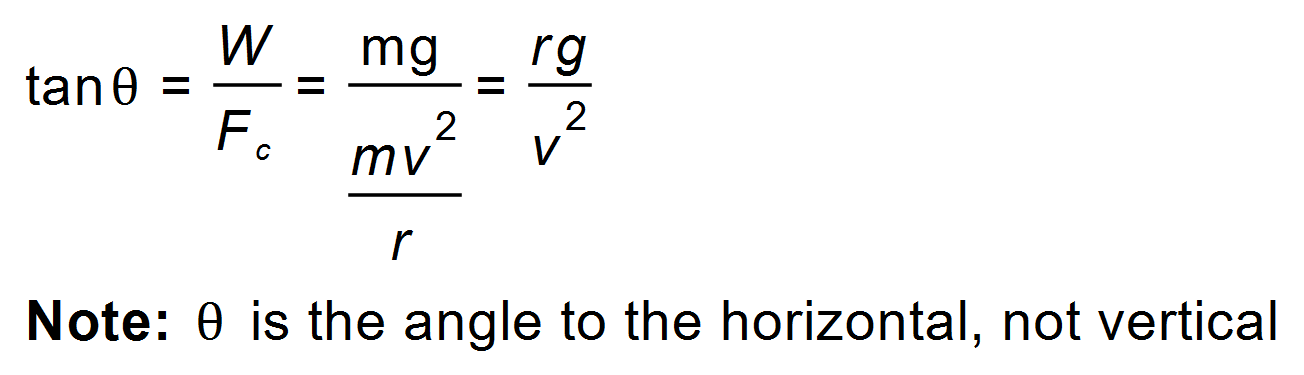 tanθ = W/F_c = mg/(mv²/r) = rg/v²
Note: θ is the angle to the horizontal, not vertical